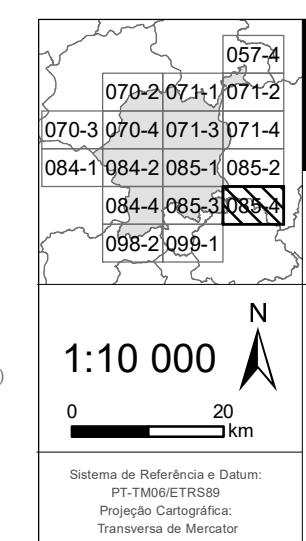 057-4
070-2 071-1 071-2
070-3 070-4 071-3 071-4
084-1 084-2 085-1 085-2
084-4 085-3 085-4
098-2 099-1
N
1:10 000
0 20
km
)
Sistema de Referência e Datum:
PT-TM06/ETRS89
Projeção Cartográfica:
Transversa de Mercator